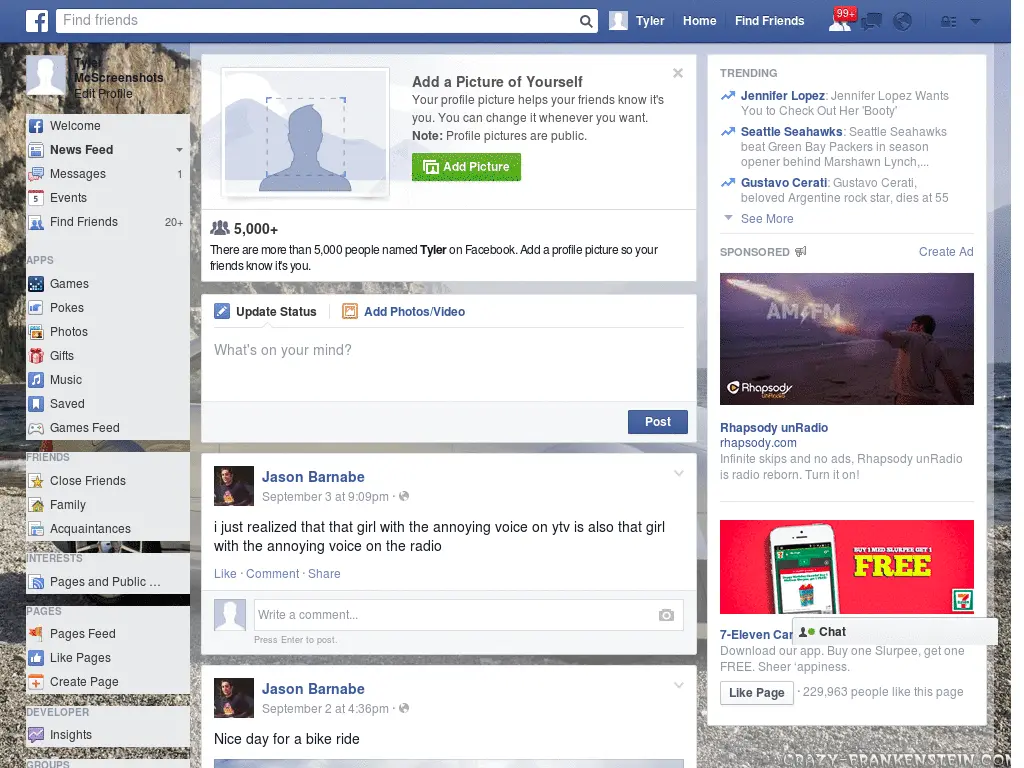 Find friends
Tyler
Home
Find Friends
99+
Tyler
McScreenshots
Edit Profile
Welcome
News Feed
Messages
1
5
Events
Find Friends
20+
APPS
Games
Pokes
Photos
Gifts
Music
Saved
Games Feed
FRIENDS
Close Friends
Family
Acquaintances
INTERESTS
Pages and Public ...
PAGES
Pages Feed
Like Pages
Create Page
DEVELOPER
Insights
GROUPS
Add a Picture of Yourself
Your profile picture helps your friends know it's
you. You can change it whenever you want.
Note: Profile pictures are public.
Add Picture
5,000+
There are more than 5,000 people named Tyler on Facebook. Add a profile picture so your
friends know it's you.
Update Status
Add Photos/Video
What's on your mind?
Post
Jason Barnabe
September 3 at 9:09pm ·
i just realized that that girl with the annoying voice on ytv is also that girl
with the annoying voice on the radio
Like · Comment · Share
Write a comment...
Press Enter to post.
Jason Barnabe
September 2 at 4:36pm ·
Nice day for a bike ride
TRENDING
Jennifer Lopez: Jennifer Lopez Wants
You to Check Out Her 'Booty'
Seattle Seahawks: Seattle Seahawks
beat Green Bay Packers in season
opener behind Marshawn Lynch,...
Gustavo Cerati: Gustavo Cerati,
beloved Argentine rock star, dies at 55
See More
SPONSORED
Create Ad
AM/FM
Rhapsody
unRadio
Rhapsody unRadio
rhapsody.com
Infinite skips and no ads, Rhapsody unRadio
is radio reborn. Turn it on!
BUY 1 MED SLURPEE GET 1
FREE
7-Eleven Can
Chat
Download our app. Buy one Slurpee, get one
FREE. Sheer 'appiness.
Like Page
· 229,963 people like this page
CRAZY-FRANKENSTEIN.CO